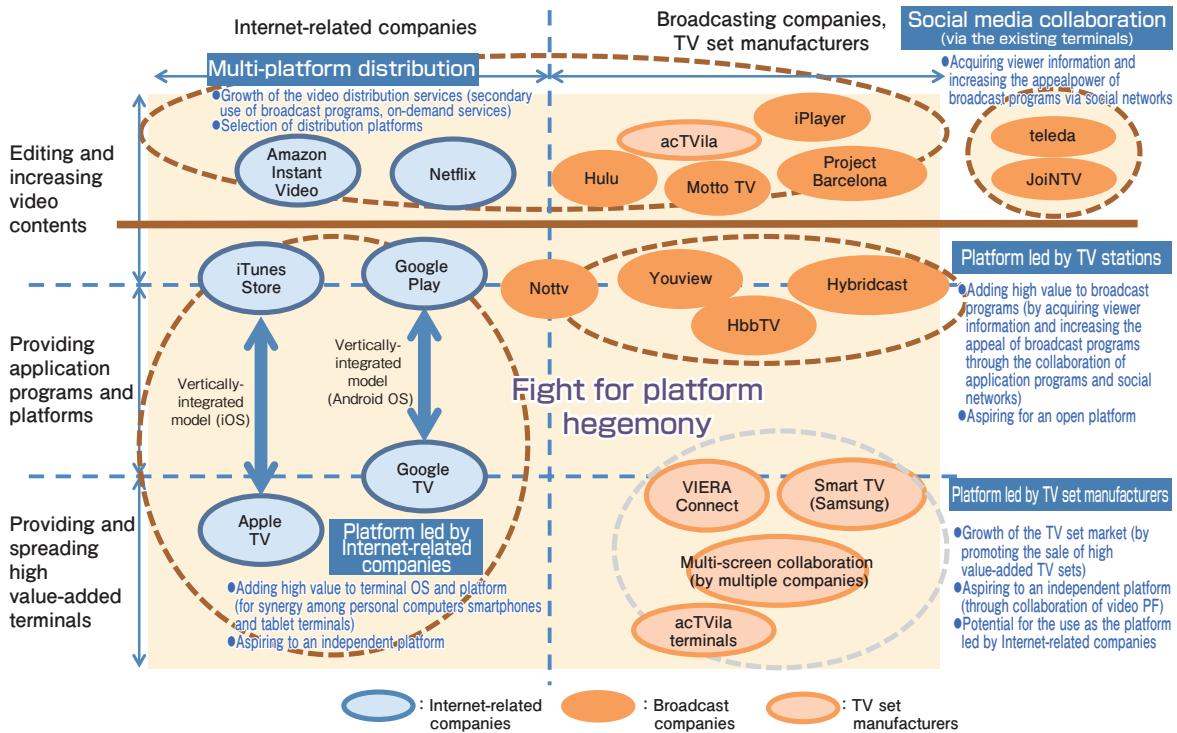 Internet-related companies
Broadcasting companies,
TV set manufacturers
Social media collaboration
(via the existing terminals)
●Acquiring viewer information and
increasing the appealpower of
broadcast programs via social networks
Multi-platform distribution
●Growth of the video distribution services (secondary
use of broadcast programs, on-demand services)
●Selection of distribution platforms
Editing and
increasing
video
contents
Amazon
Instant
Video
Netflix
Hulu
acTVila
Motto TV
iPlayer
Project
Barcelona
teleda
JoiNTV
iTunes
Store
Google
Play
Nottv
Youview
HbbTV
Hybridcast
Platform led by TV stations
●Adding high value to broadcast
programs (by acquiring viewer
information and increasing the
appeal of broadcast programs
through the collaboration of
application programs and social
networks)
●Aspiring for an open platform
Providing
application
programs and
platforms
Vertically-
integrated
model (iOS)
Vertically-
integrated
model
(Android OS)
Fight for platform
hegemony
Google
TV
Apple
TV
Platform led by
Internet-related
companies
●Adding high value to terminal OS and platform
(for synergy among personal computers smartphones
and tablet terminals)
●Aspiring to an independent platform
Providing and
spreading
high
value-added
terminals
VIERA
Connect
Smart TV
(Samsung)
Multi-screen collaboration
(by multiple companies)
acTVila
terminals
Platform led by TV set manufacturers
●Growth of the TV set market (by
promoting the sale of high
value-added TV sets)
●Aspiring to an independent platform
(through collaboration of video PF)
●Potential for the use as the platform
led by Internet-related companies
: Internet-related
companies
: Broadcast
companies
: TV set
manufacturers